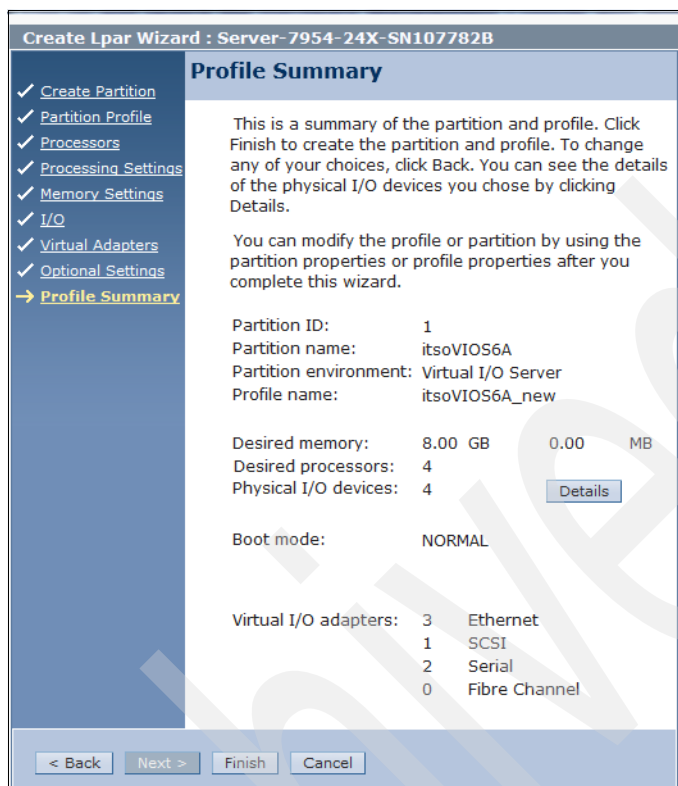 Create Lpar Wizard : Server-7954-24X-SN107782B
Create Partition
Partition Profile
Processors
Processing Settings
Memory Settings
I/O
Virtual Adapters
Optional Settings
Profile Summary
Profile Summary
This is a summary of the partition and profile. Click
Finish to create the partition and profile. To change
any of your choices, click Back. You can see the details
of the physical I/O devices you chose by clicking
Details.
You can modify the profile or partition by using the
partition properties or profile properties after you
complete this wizard.
Partition ID: 1
Partition name: itsoVIOS6A
Partition environment: Virtual I/O Server
Profile name: itsoVIOS6A_new
Desired memory: 8.00 GB 0.00 MB
Desired processors: 4
Physical I/O devices: 4 Details
Boot mode: NORMAL
Virtual I/O adapters: 3 Ethernet
1 SCSI
2 Serial
0 Fibre Channel
< Back Next > Finish Cancel